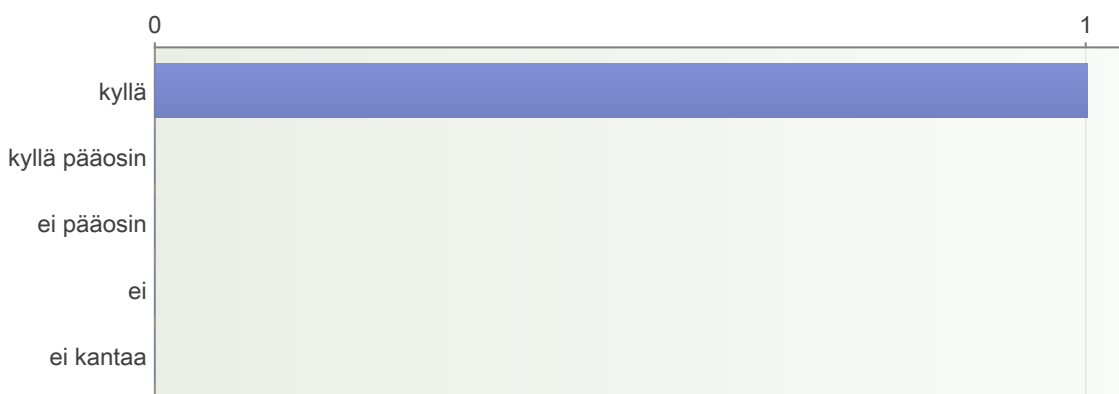 0 1
kyllä
kyllä pääosin
ei pääosin
ei
ei kantaa